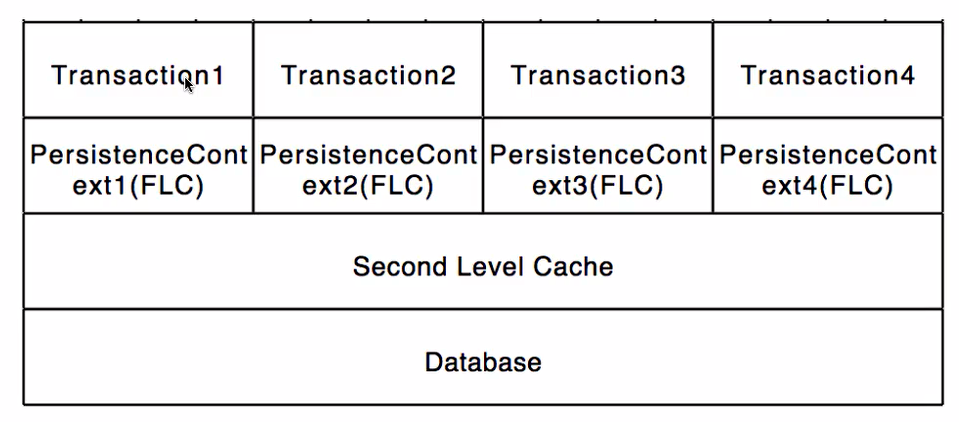 Transaction1 Transaction2 Transaction3 Transaction4
PersistenceCont PersistenceCont PersistenceCont PersistenceCont
ext1(FLC) ext2(FLC) ext3(FLC) ext4(FLC)
Second Level Cache
Database